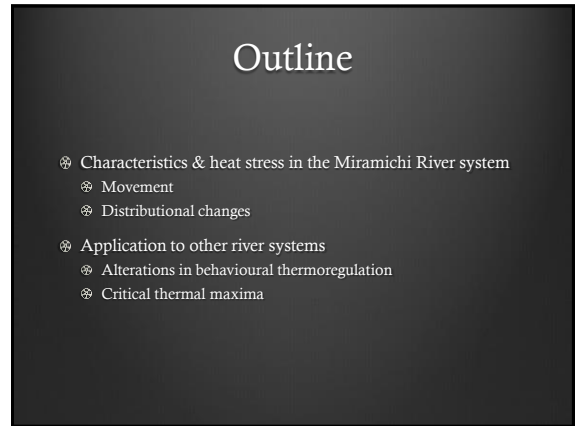 Outline
Characteristics & heat stress in the Miramichi River system
Movement
Distributional changes
Application to other river systems
Alterations in behavioural thermoregulation
Critical thermal maxima